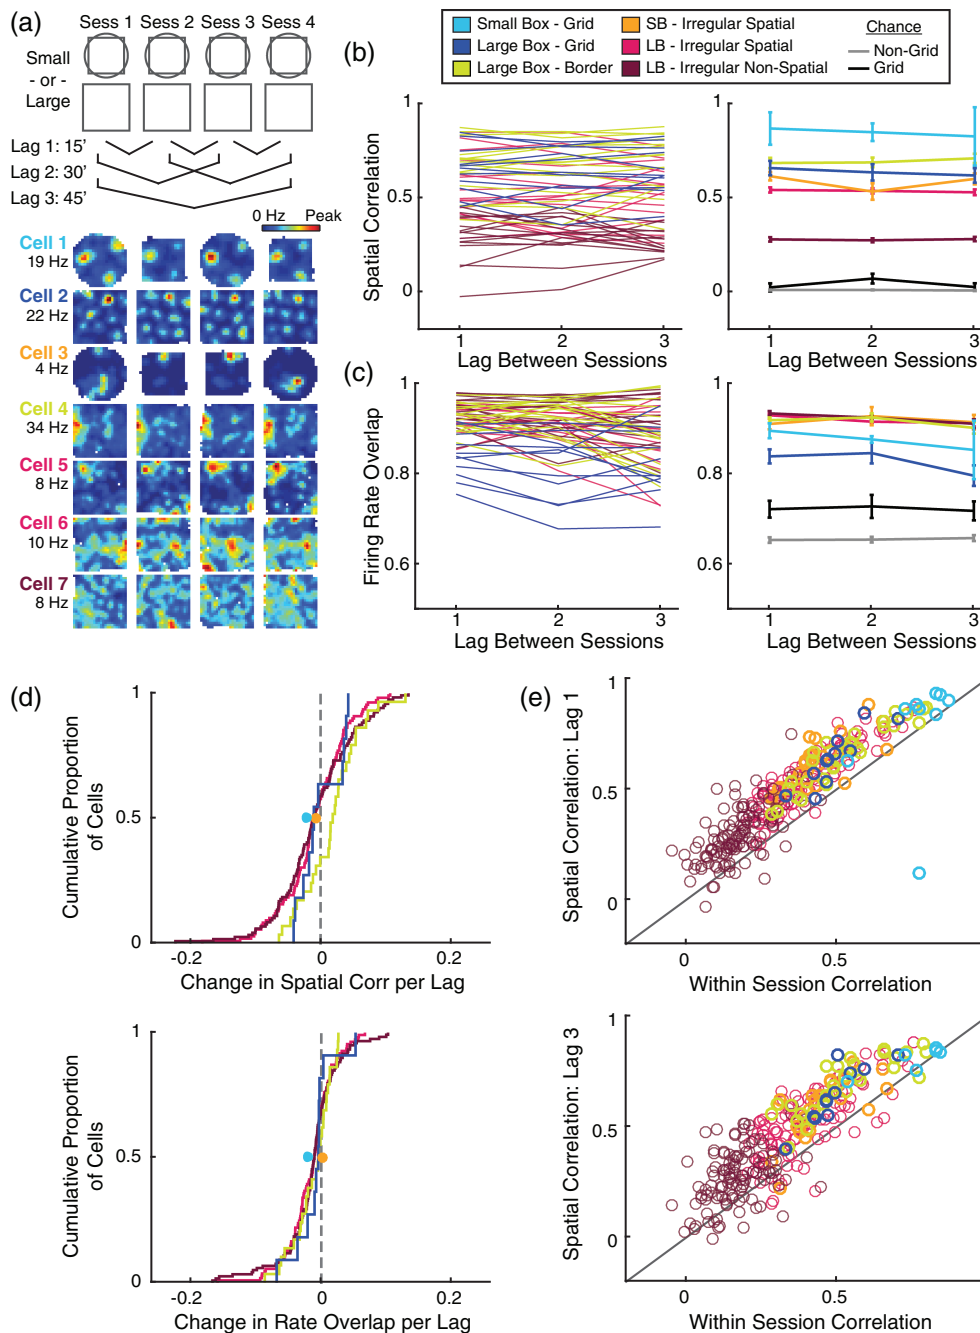 (a)
Sess 1 Sess 2 Sess 3 Sess 4
Small
- or -
Large
Lag 1: 15'
Lag 2: 30'
Lag 3: 45'
0 Hz Peak
Cell 1
19 Hz
Cell 2
22 Hz
Cell 3
4 Hz
Cell 4
34 Hz
Cell 5
8 Hz
Cell 6
10 Hz
Cell 7
8 Hz
Small Box - Grid
Large Box - Grid
Large Box - Border
SB - Irregular Spatial
LB - Irregular Spatial
LB - Irregular Non-Spatial
Chance
Non-Grid
Grid
(b)
Spatial Correlation
1
0.5
0
1 2 3
Lag Between Sessions
1
0.5
0
1 2 3
Lag Between Sessions
(c)
Firing Rate Overlap
1
0.8
0.6
1 2 3
Lag Between Sessions
1
0.8
0.6
1 2 3
Lag Between Sessions
(d)
Cumulative Proportion
of Cells
1
0.5
0
-0.2 0 0.2
Change in Spatial Corr per Lag
Cumulative Proportion
of Cells
1
0.5
0
-0.2 0 0.2
Change in Rate Overlap per Lag
(e)
Spatial Correlation: Lag 1
1
0.5
0
0 0.5 1
Within Session Correlation
Spatial Correlation: Lag 3
1
0.5
0
0 0.5 1
Within Session Correlation